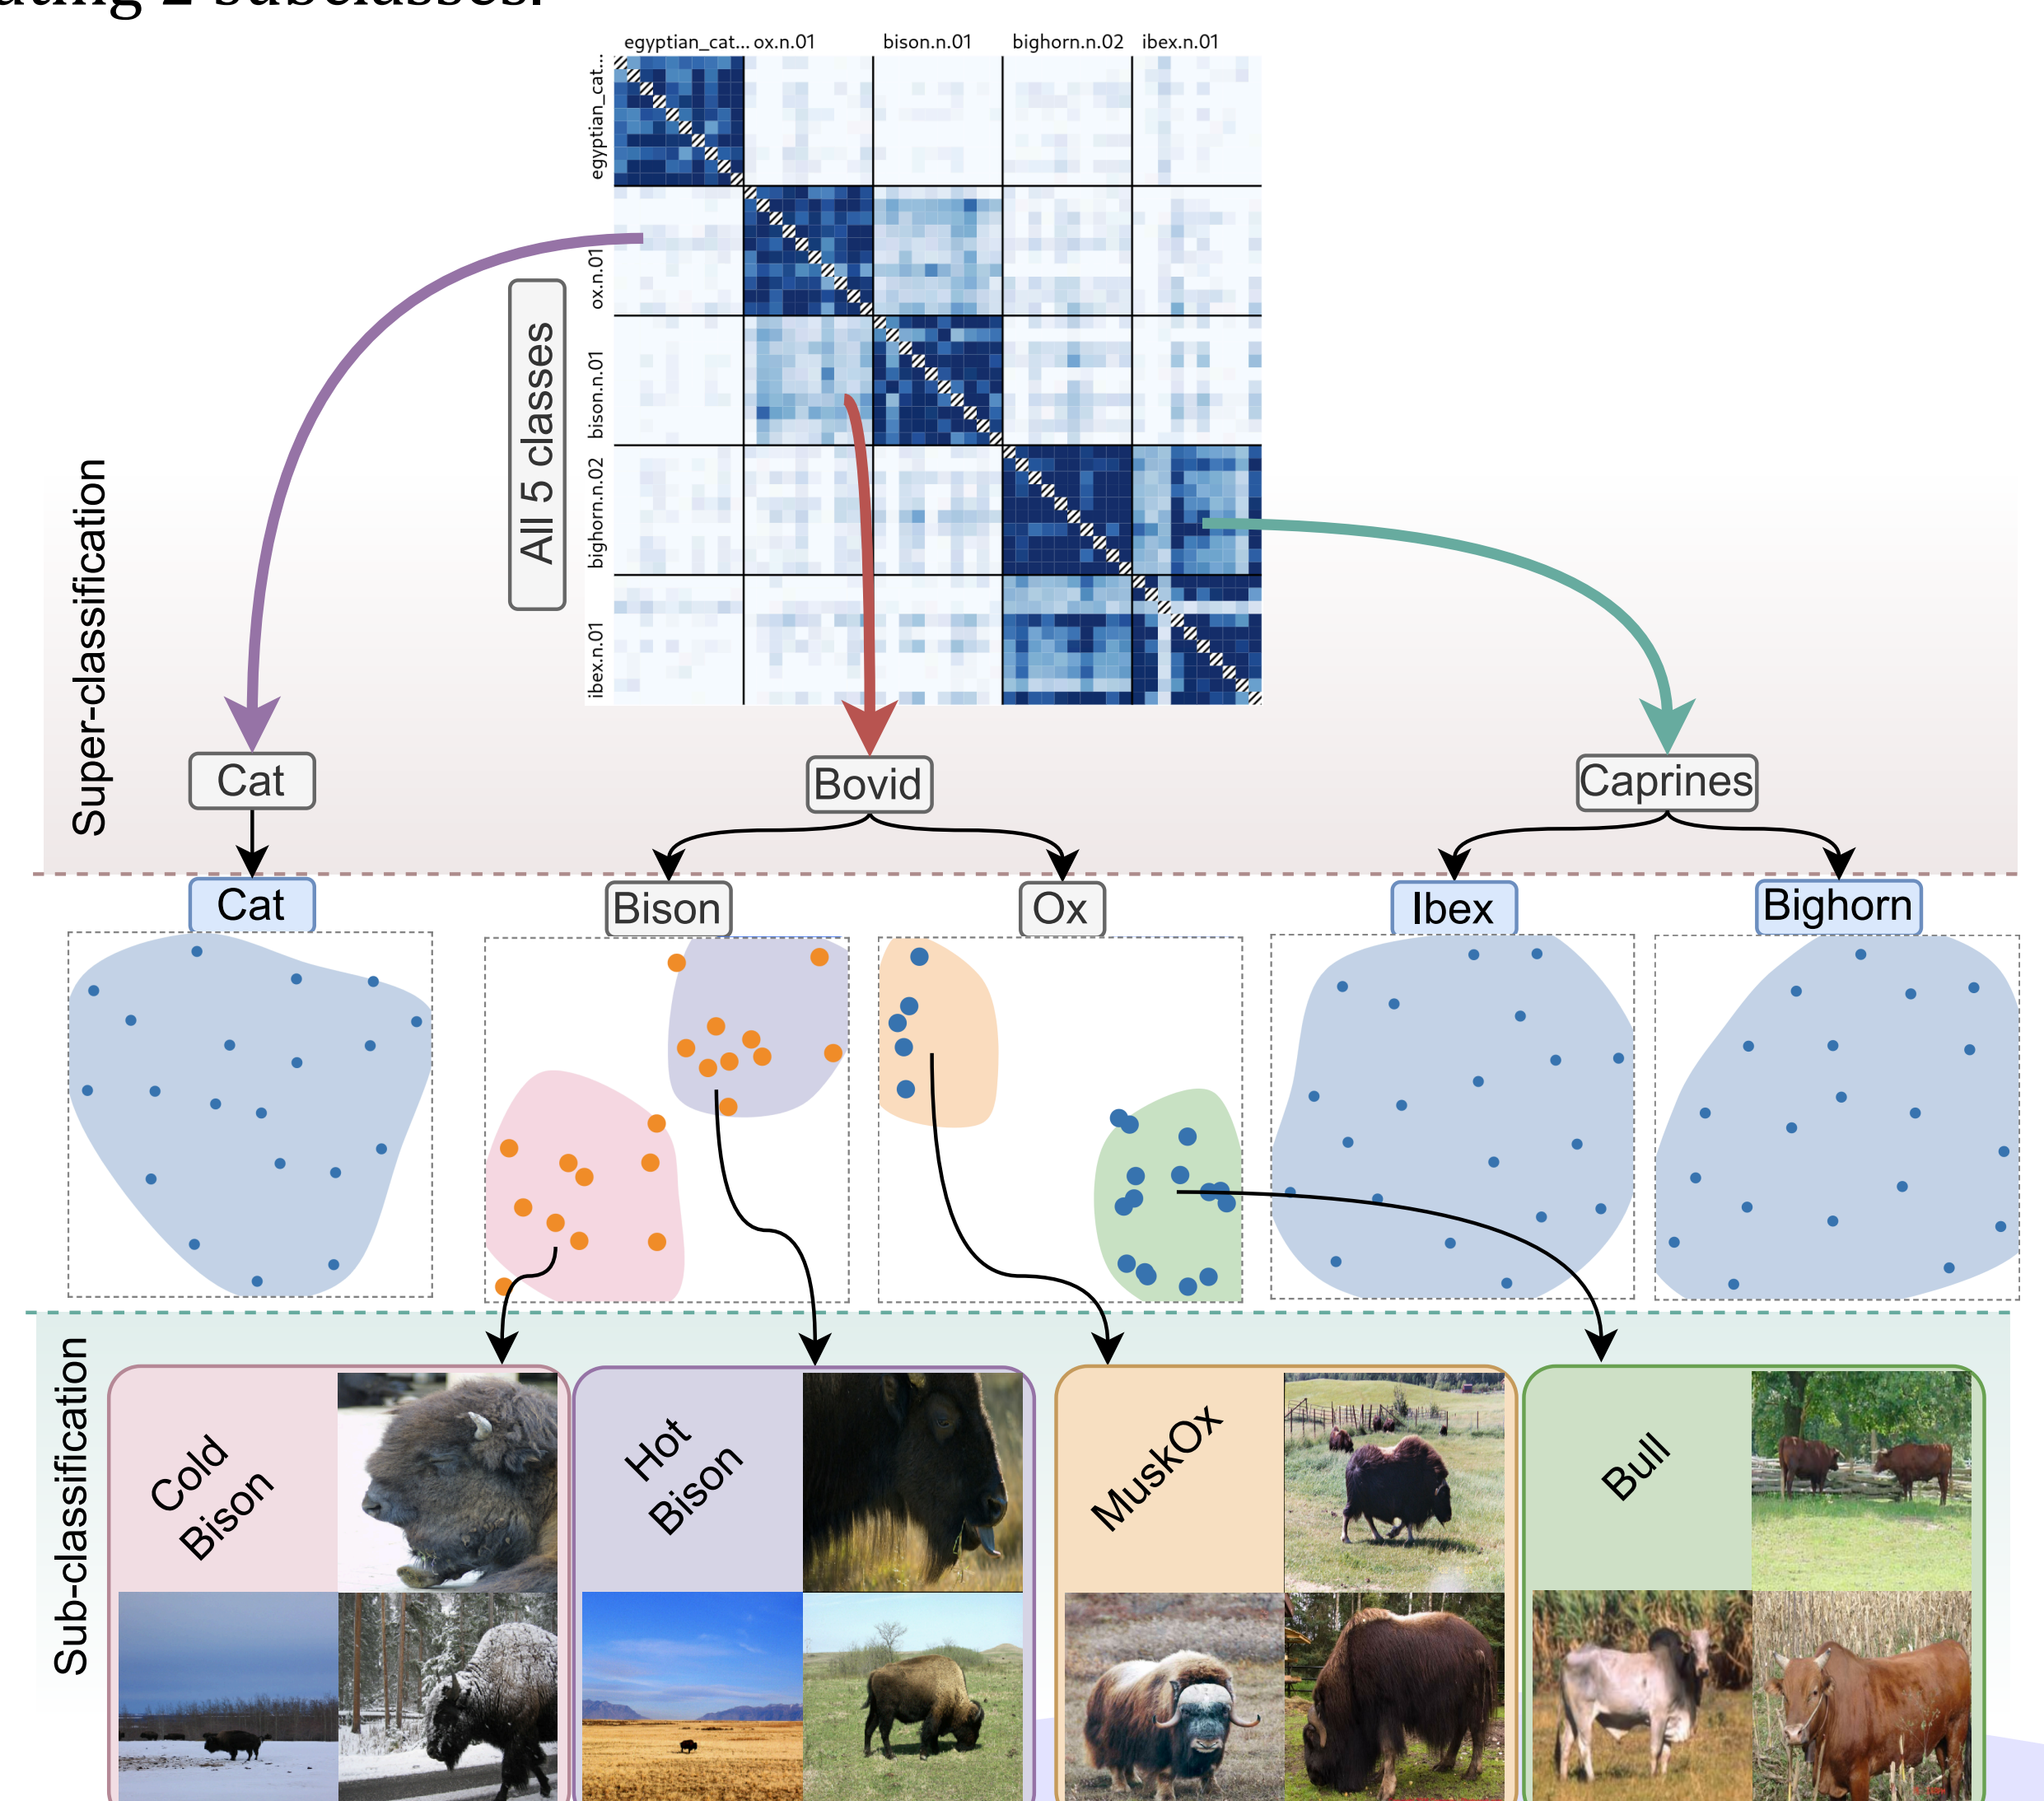 2 subclasses.
egyptian_cat... ox.n.01 bison.n.01 bighorn.n.02 ibex.n.01
egyptian_cat...
ox.n.01
bison.n.01
bighorn.n.02
ibex.n.01
All 5 classes
Super-classification
Cat
Bovid
Caprines
Cat
Bison
Ox
Ibex
Bighorn
Sub-classification
Cold
Bison
Hot
Bison
MuskOx
Bull